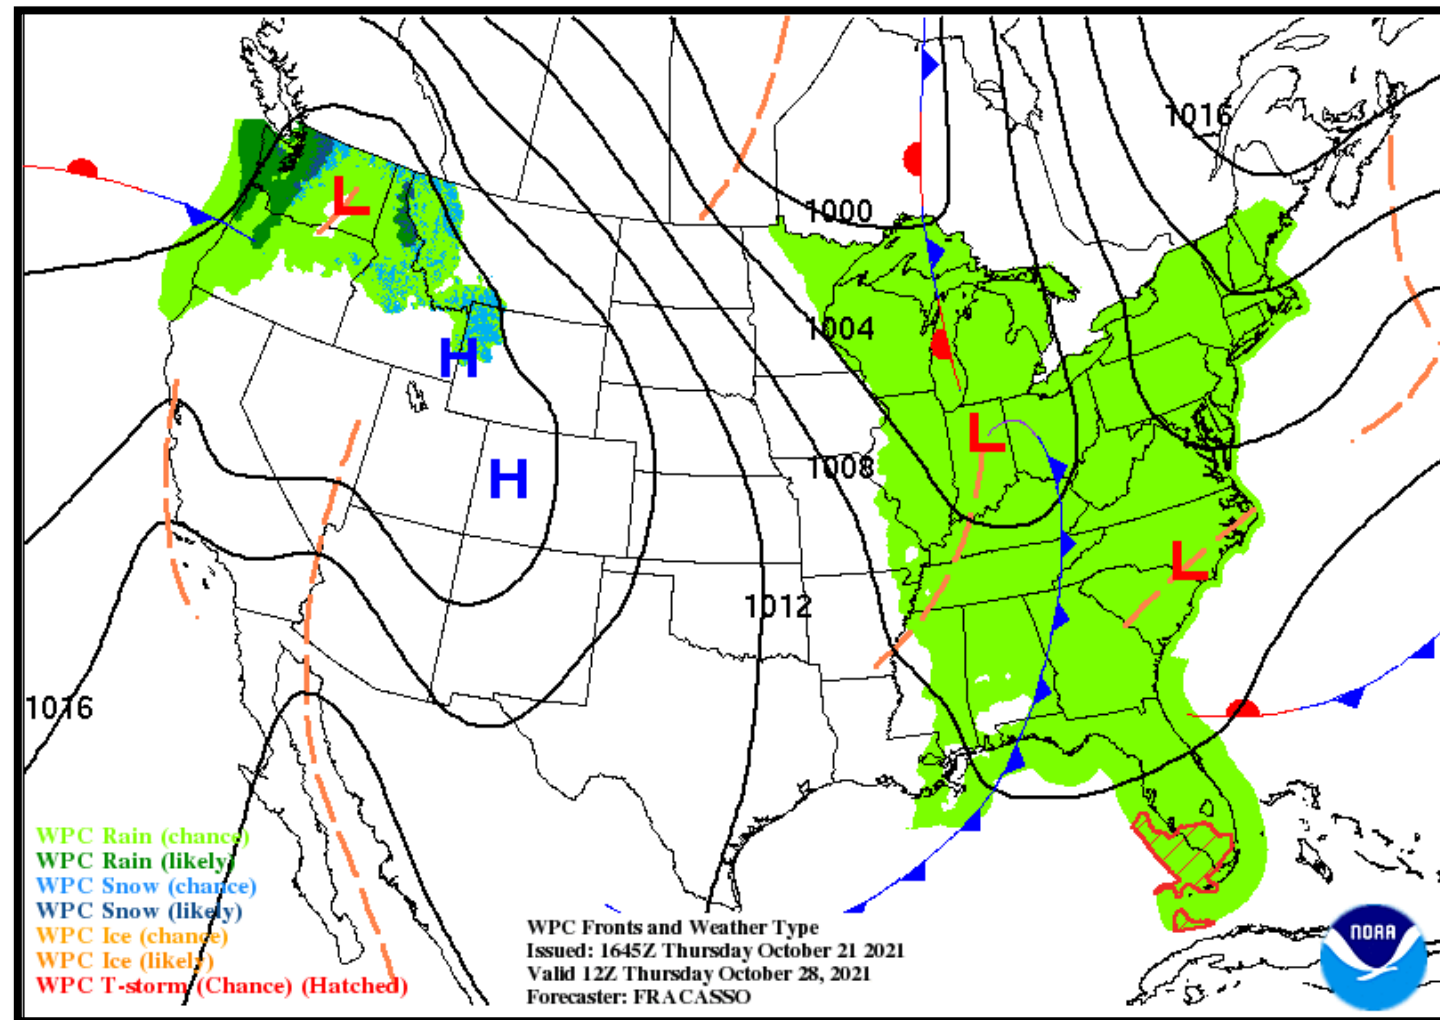 1016
L
1000
1004
H
L
1008
H
L
1012
1016
WPC Rain (chance)
WPC Rain (likely)
WPC Snow (chance)
WPC Snow (likely)
WPC Ice (chance)
WPC Ice (likely)
WPC T-storm (Chance) (Hatched)
WPC Fronts and Weather Type
Issued: 1645Z Thursday October 21 2021
Valid 12Z Thursday October 28, 2021
Forecaster: FRACASSO
NOAA